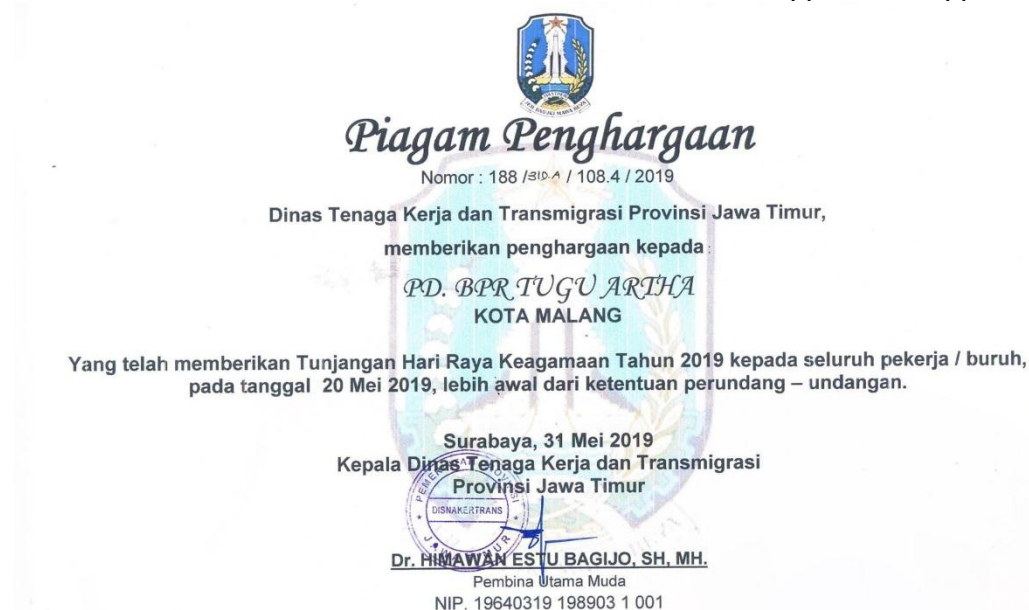 Piagam Penghargaan
Nomor : 188 / / 108.4 / 2019
Dinas Tenaga Kerja dan Transmigrasi Provinsi Jawa Timur,
memberikan penghargaan kepada :
PD. BPR TUGU ARTHA
KOTA MALANG
Yang telah memberikan Tunjangan Hari Raya Keagamaan Tahun 2019 kepada seluruh pekerja / buruh,
pada tanggal 20 Mei 2019, lebih awal dari ketentuan perundang – undangan.
Surabaya, 31 Mei 2019
Kepala Dinas Tenaga Kerja dan Transmigrasi
Provinsi Jawa Timur
PEMERINTAH PROVINSI
DISNAKERTRANS
JAWA TIMUR
Dr. HIMAWAN ESTU BAGIJO, SH, MH.
Pembina Utama Muda
NIP. 19640319 198903 1 001